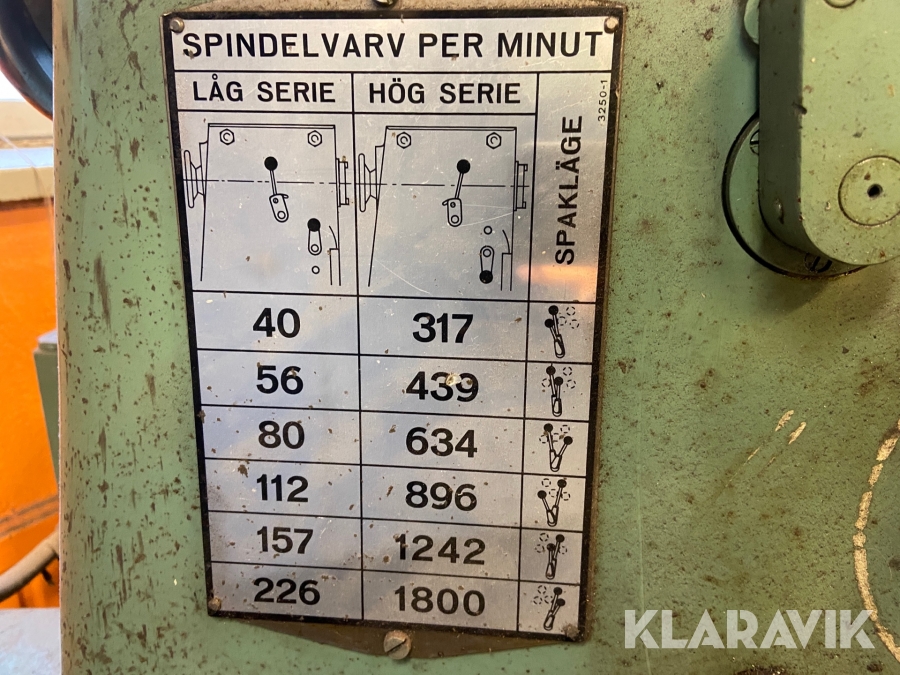 SPINDELVARV PER MINUT
LÅG SERIE HÖG SERIE
SPAKLÄGE
3250-1
40 317
56 439
80 634
112 896
157 1242
226 1800
KLARAVIK